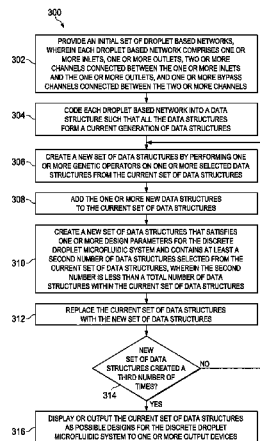 300
302
PROVIDE AN INITIAL SET OF DROPLET BASED NETWORKS,
WHEREIN EACH DROPLET BASED NETWORK COMPRISES ONE OR
MORE INLETS, ONE OR MORE OUTLETS, TWO OR MORE
CHANNELS CONNECTED BETWEEN THE ONE OR MORE INLETS
AND THE ONE OR MORE OUTLETS, AND ONE OR MORE BYPASS
CHANNELS CONNECTED BETWEEN THE TWO OR MORE CHANNELS
304
CODE EACH DROPLET BASED NETWORK INTO A DATA
STRUCTURE SUCH THAT ALL THE DATA STRUCTURES
FORM A CURRENT GENERATION OF DATA STRUCTURES
306
CREATE A NEW SET OF DATA STRUCTURES BY PERFORMING ONE
OR MORE GENETIC OPERATORS ON ONE OR MORE SELECTED DATA
STRUCTURES FROM THE CURRENT SET OF DATA STRUCTURES
308
ADD THE ONE OR MORE NEW DATA STRUCTURES
TO THE CURRENT SET OF DATA STRUCTURES
310
CREATE A NEW SET OF DATA STRUCTURES THAT SATISFIES
ONE OR MORE DESIGN PARAMETERS FOR THE DISCRETE
DROPLET MICROFLUIDIC SYSTEM AND CONTAINS AT LEAST A
SECOND NUMBER OF DATA STRUCTURES SELECTED FROM THE
CURRENT SET OF DATA STRUCTURES, WHEREIN THE SECOND
NUMBER IS LESS THAN A TOTAL NUMBER OF DATA
STRUCTURES WITHIN THE CURRENT SET OF DATA STRUCTURES
312
REPLACE THE CURRENT SET OF DATA STRUCTURES
WITH THE NEW SET OF DATA STRUCTURES
NEW
SET OF DATA
STRUCTURES CREATED A
THIRD NUMBER OF
TIMES?
NO
314
YES
316
DISPLAY OR OUTPUT THE CURRENT SET OF DATA STRUCTURES
AS POSSIBLE DESIGNS FOR THE DISCRETE DROPLET
MICROFLUIDIC SYSTEM TO ONE OR MORE OUTPUT DEVICES